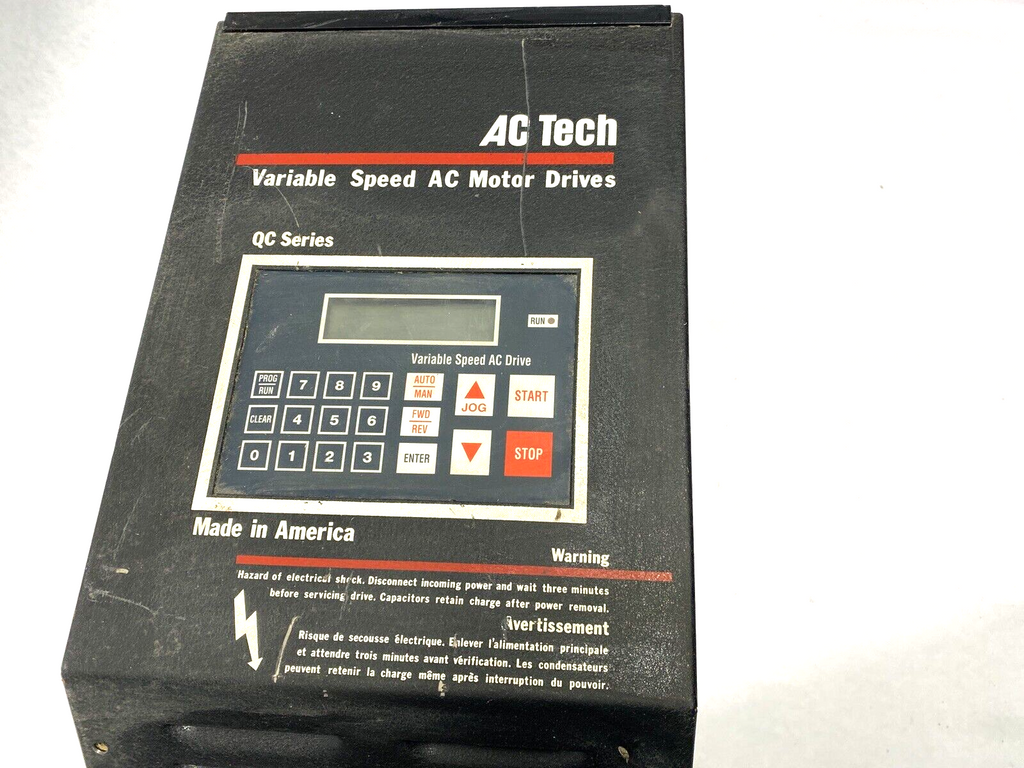 AC Tech
Variable Speed AC Motor Drives
QC Series
RUN
Variable Speed AC Drive
PROG
RUN
7 8 9
AUTO
MAN
JOG
START
CLEAR
4 5 6
FWD
REV
0 1 2 3
ENTER
STOP
Made in America
Warning
Hazard of electrical shock. Disconnect incoming power and wait three minutes
before servicing drive. Capacitors retain charge after power removal.
Avertissement
Risque de secousse électrique. Enlever l'alimentation principale
et attendre trois minutes avant vérification. Les condensateurs
peuvent retenir la charge même après interruption du pouvoir.